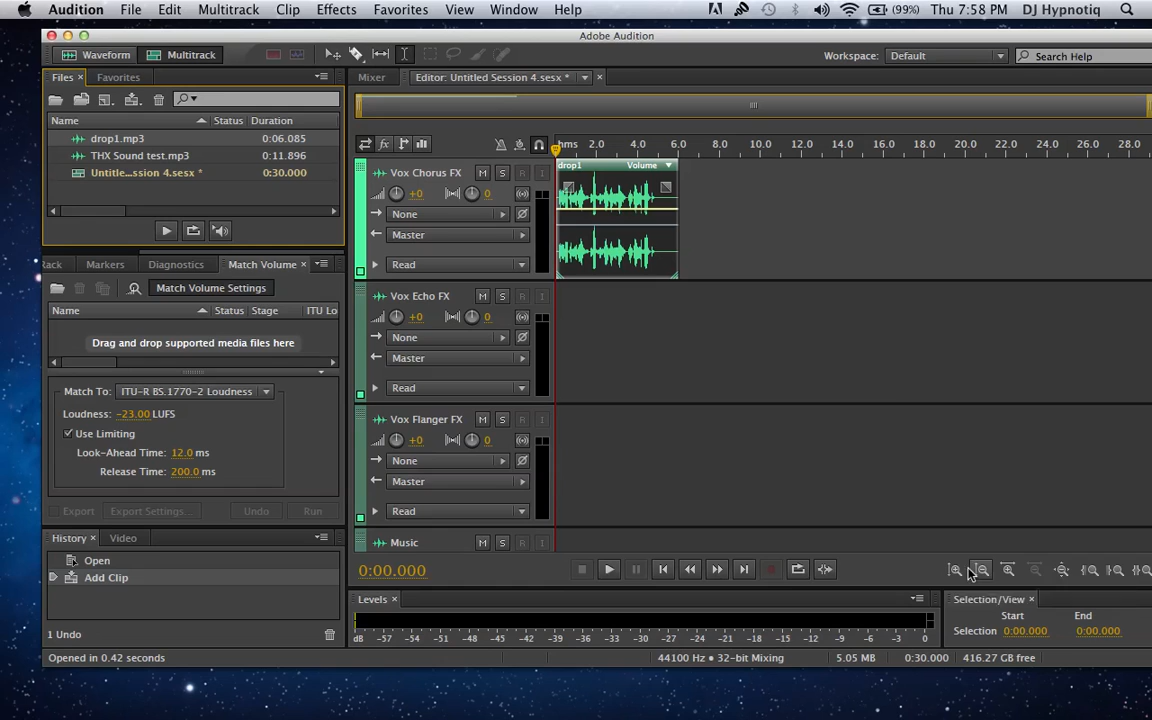 Audition File Edit Multitrack Clip Effects Favorites View Window Help (99%) Thu 7:58 PM DJ Hypnotiq
Adobe Audition
Waveform Multitrack Workspace: Default Search Help
Files Favorites Mixer Editor: Untitled Session 4.sesx *
Name Status Duration
drop1.mp3 0:06.085
THX Sound test.mp3 0:11.896
Untitle...ssion 4.sesx * 0:30.000
hms 2.0 4.0 6.0 8.0 10.0 12.0 14.0 16.0 18.0 20.0 22.0 24.0 26.0 28.0
drop1 Volume
Vox Chorus FX M S R I
+0 0
None
Master
Read
Rack Markers Diagnostics Match Volume
Match Volume Settings
Name Status Stage ITU Lo
Drag and drop supported media files here
Match To: ITU-R BS.1770-2 Loudness
Loudness: -23.00 LUFS
Use Limiting
Look-Ahead Time: 12.0 ms
Release Time: 200.0 ms
Export Export Settings... Undo Run
Vox Echo FX M S R I
+0 0
None
Master
Read
Vox Flanger FX M S R I
+0 0
None
Master
Read
Music M S R I
History Video
Open
Add Clip
1 Undo
0:00.000
Levels
dB -57 -54 -51 -48 -45 -42 -39 -36 -33 -30 -27 -24 -21 -18 -15 -12 -9 -6 -3 0
Selection/View
Start End
Selection 0:00.000 0:00.000
Opened in 0.42 seconds 44100 Hz • 32-bit Mixing 5.05 MB 0:30.000 416.27 GB free